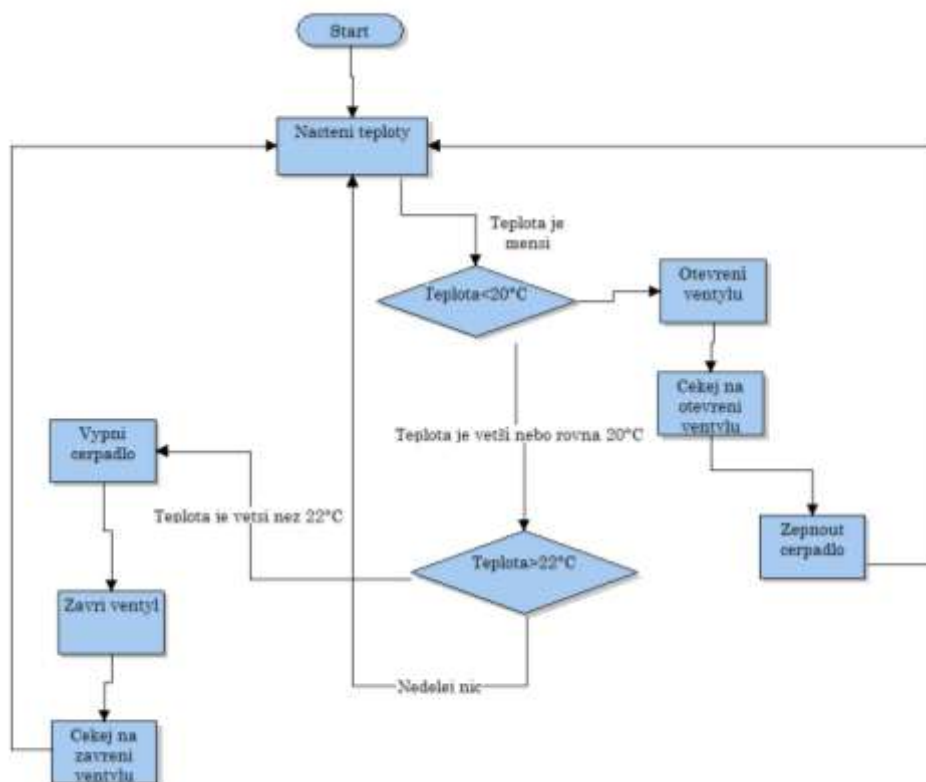 Start
Nacteni teploty
Teplota je
mensi
Teplota<20°C
Otevreni
ventylu
Cekej na
otevreni
ventylu
Teplota je vetši nebo rovna 20°C
Vypni
cerpadlo
Teplota je vetsi nez 22°C
Zepnout
cerpadlo
Teplota>22°C
Zavri ventyl
Nedelej nic
Cekej na
zavreni
ventylu